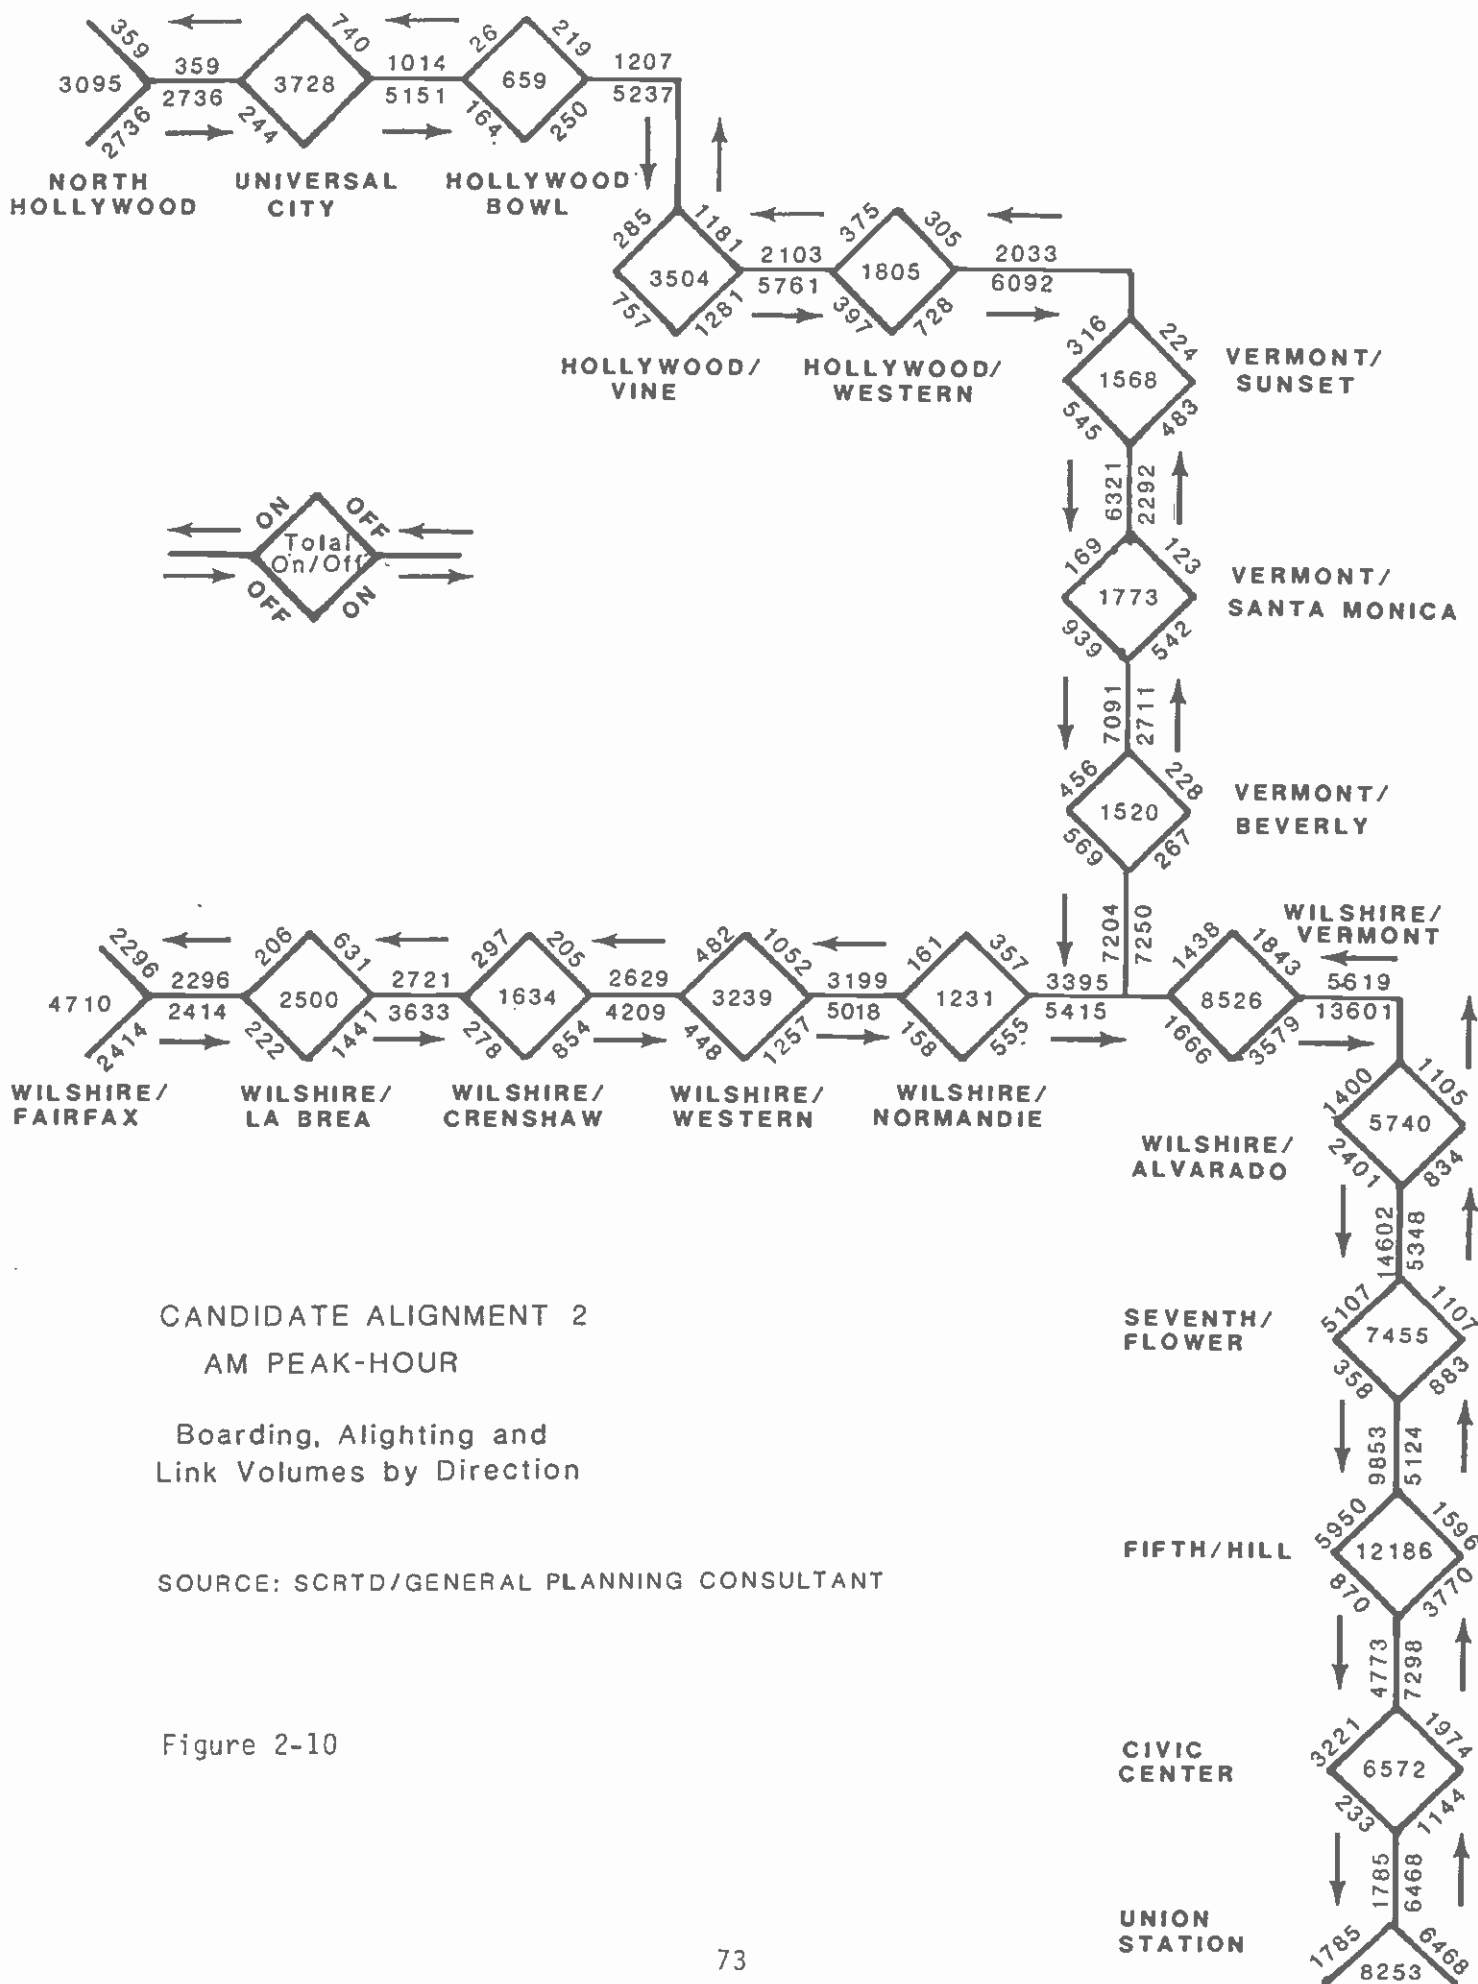 359
740
26
219
3095
359
3728
1014
659
1207
2736
5151
5237
2736
244
164
250
NORTH
HOLLYWOOD
UNIVERSAL
CITY
HOLLYWOOD
BOWL
285
1181
375
305
3504
2103
1805
2033
5761
6092
757
1281
397
728
HOLLYWOOD/
VINE
HOLLYWOOD/
WESTERN
316
224
1568
545
483
VERMONT/
SUNSET
6321
2292
ON
OFF
Total
On/Off
OFF
ON
169
123
1773
939
542
VERMONT/
SANTA MONICA
7091
2711
456
228
1520
569
267
VERMONT/
BEVERLY
7204
7250
WILSHIRE/
VERMONT
2296
206
631
297
205
482
1052
161
357
1438
1843
4710
2296
2500
2721
1634
2629
3239
3199
1231
3395
8526
5619
2414
3633
4209
5018
5415
13601
2414
222
1441
278
854
448
1257
158
555
1666
3579
WILSHIRE/
FAIRFAX
WILSHIRE/
LA BREA
WILSHIRE/
CRENSHAW
WILSHIRE/
WESTERN
WILSHIRE/
NORMANDIE
1400
1105
5740
2401
834
WILSHIRE/
ALVARADO
14602
5348
5107
1107
7455
358
883
SEVENTH/
FLOWER
9853
5124
5950
1596
12186
870
3770
FIFTH/HILL
4773
7298
3221
1974
6572
233
1144
CIVIC
CENTER
1785
6468
UNION
STATION
1785
6468
8253
CANDIDATE ALIGNMENT 2
AM PEAK-HOUR
Boarding, Alighting and
Link Volumes by Direction
SOURCE: SCRTD/GENERAL PLANNING CONSULTANT
Figure 2-10
73